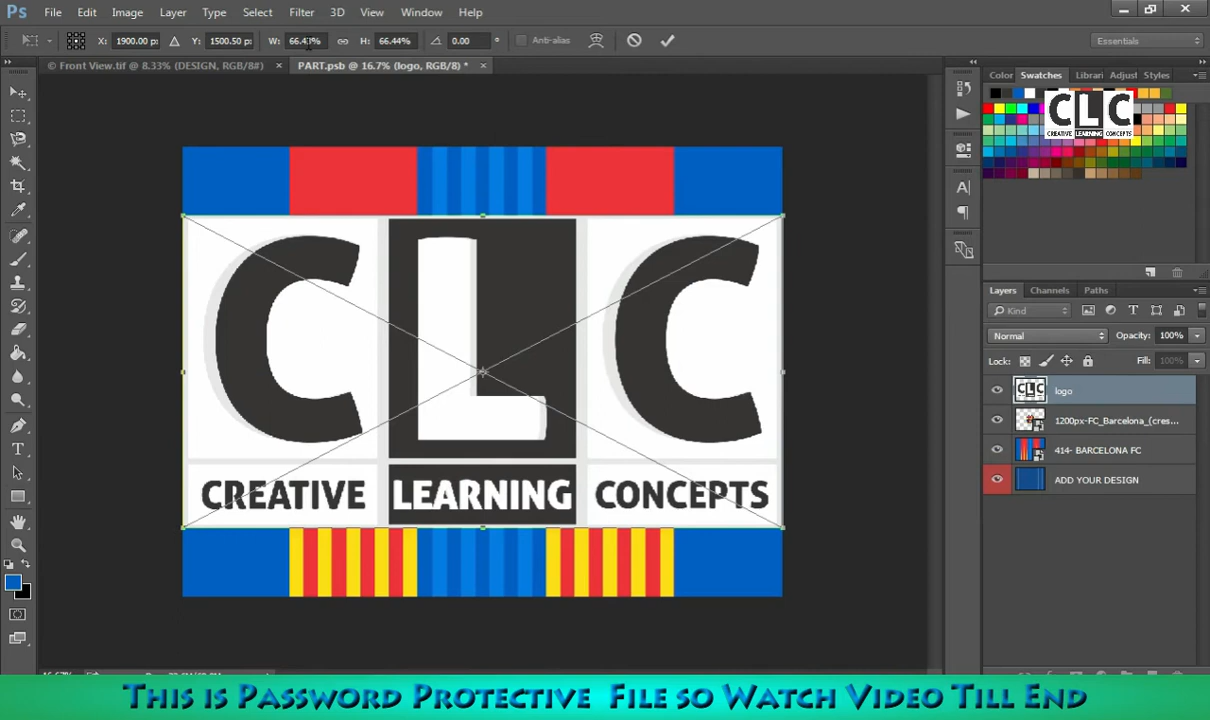 Ps File Edit Image Layer Type Select Filter 3D View Window Help
X: 1900.00 p: Y: 1500.50 p: W: 66.43% H: 66.44% 0.00 ° Anti-alias Essentials
© Front View.tif @ 8.33% (DESIGN, RGB/8#) × PART.psb @ 16.7% (logo, RGB/8) * ×
Color Swatches Librari Adjust Styles
CLC
CREATIVE LEARNING CONCEPTS
CLC
CREATIVE LEARNING CONCEPTS
Layers Channels Paths
Kind
Normal Opacity: 100%
Lock: Fill: 100%
logo
1200px-FC_Barcelona_(cres...
414- BARCELONA FC
ADD YOUR DESIGN
This is Password Protective File so Watch Video Till End